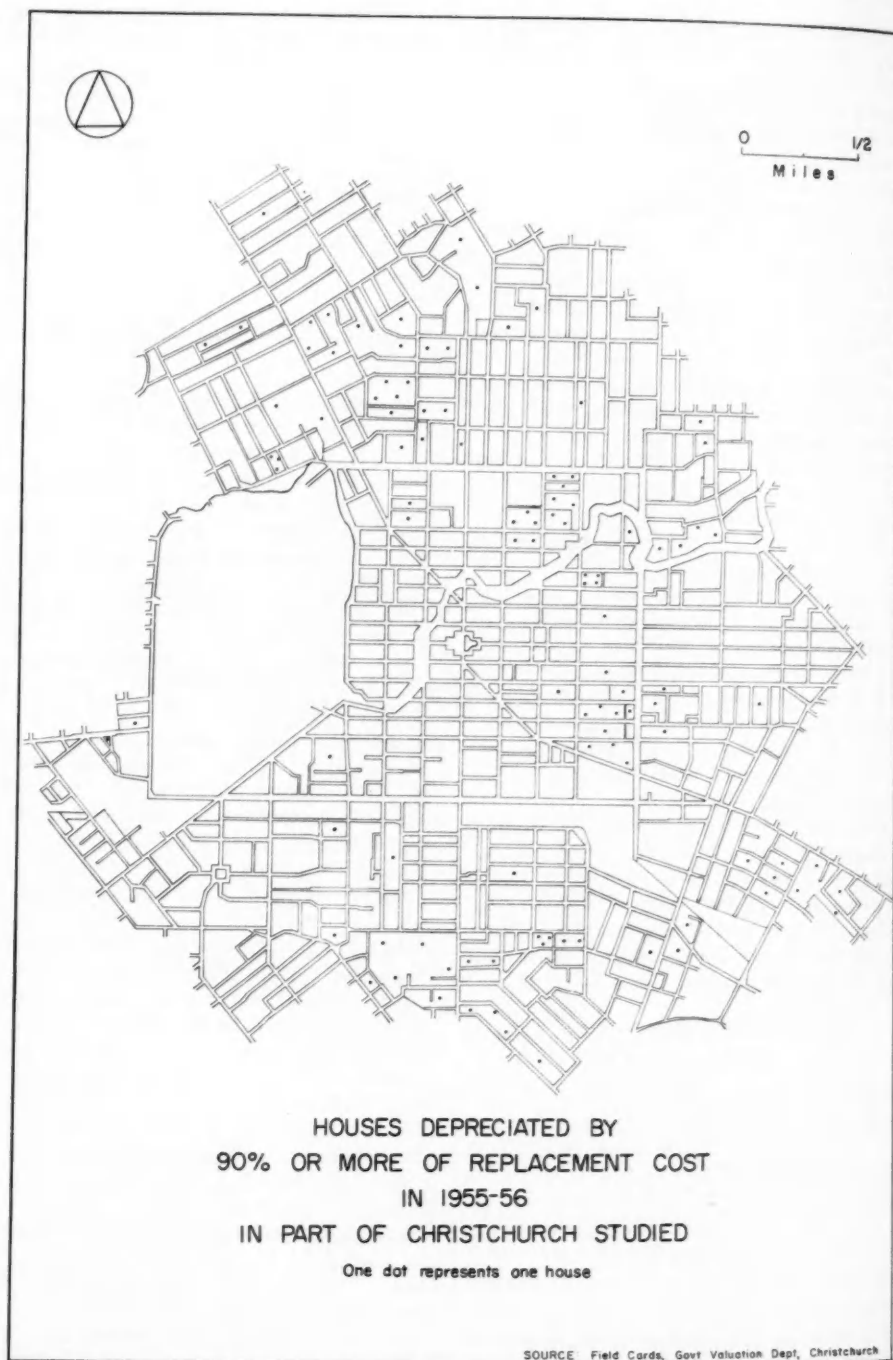 0 1/2
Miles
HOUSES DEPRECIATED BY
90% OR MORE OF REPLACEMENT COST
IN 1955-56
IN PART OF CHRISTCHURCH STUDIED
One dot represents one house
SOURCE Field Cards, Govt Valuation Dept, Christchurch